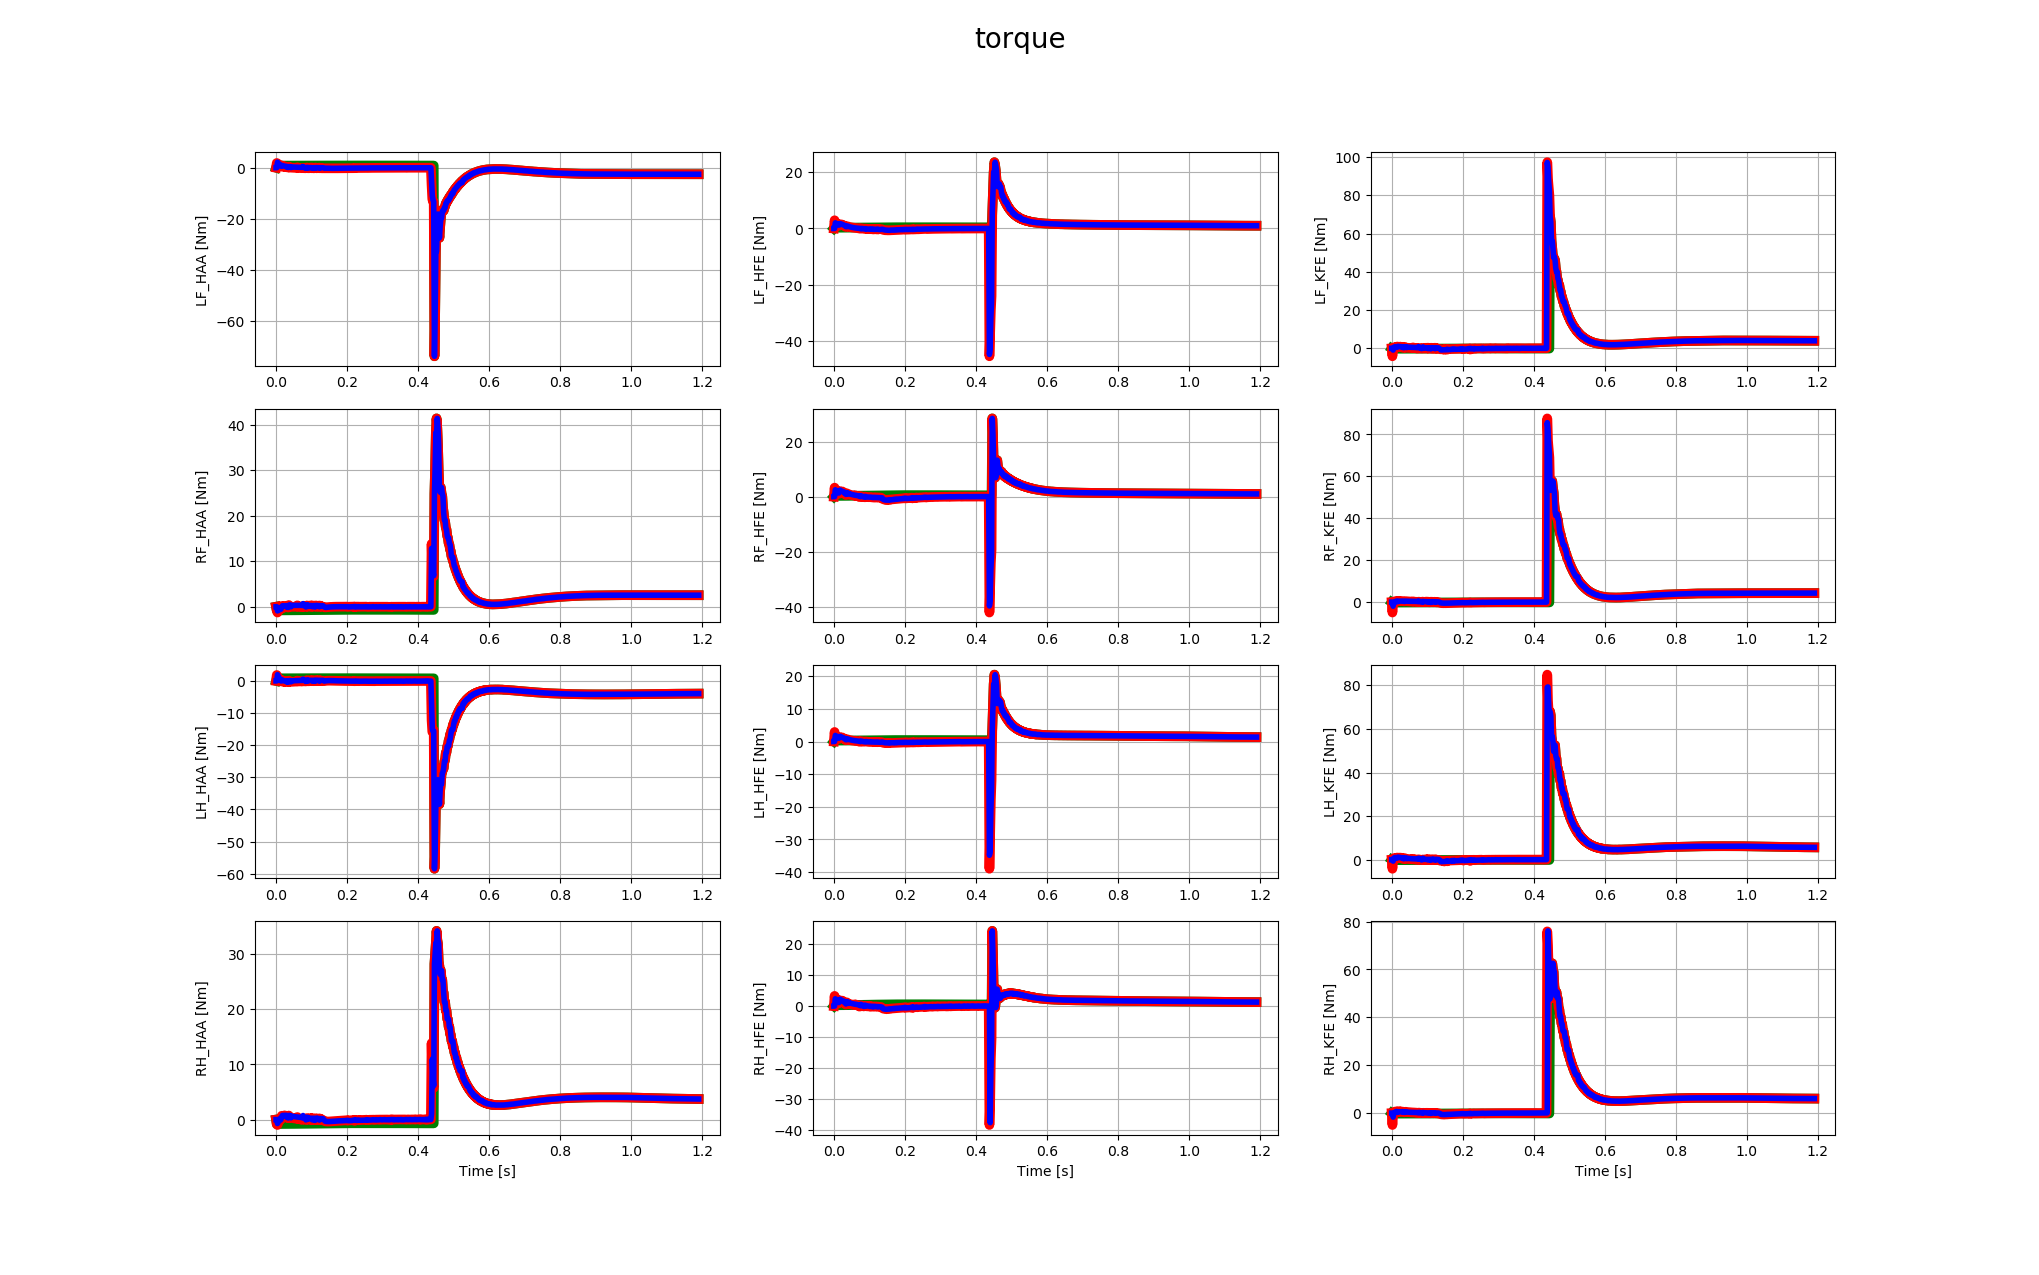 torque
LF_HAA [Nm]
0
−20
−40
−60
0.0 0.2 0.4 0.6 0.8 1.0 1.2
LF_HFE [Nm]
20
0
−20
−40
0.0 0.2 0.4 0.6 0.8 1.0 1.2
LF_KFE [Nm]
100
80
60
40
20
0
0.0 0.2 0.4 0.6 0.8 1.0 1.2
RF_HAA [Nm]
40
30
20
10
0
0.0 0.2 0.4 0.6 0.8 1.0 1.2
RF_HFE [Nm]
20
0
−20
−40
0.0 0.2 0.4 0.6 0.8 1.0 1.2
RF_KFE [Nm]
80
60
40
20
0
0.0 0.2 0.4 0.6 0.8 1.0 1.2
LH_HAA [Nm]
0
−10
−20
−30
−40
−50
−60
0.0 0.2 0.4 0.6 0.8 1.0 1.2
LH_HFE [Nm]
20
10
0
−10
−20
−30
−40
0.0 0.2 0.4 0.6 0.8 1.0 1.2
LH_KFE [Nm]
80
60
40
20
0
0.0 0.2 0.4 0.6 0.8 1.0 1.2
RH_HAA [Nm]
30
20
10
0
0.0 0.2 0.4 0.6 0.8 1.0 1.2
Time [s]
RH_HFE [Nm]
20
10
0
−10
−20
−30
−40
0.0 0.2 0.4 0.6 0.8 1.0 1.2
Time [s]
RH_KFE [Nm]
80
60
40
20
0
0.0 0.2 0.4 0.6 0.8 1.0 1.2
Time [s]